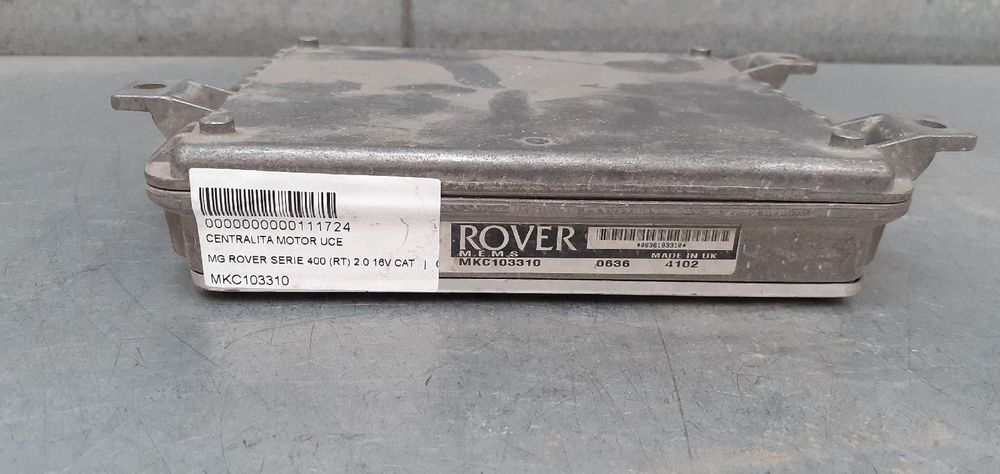 0000000000111724
CENTRALITA MOTOR UCE
MG ROVER SERIE 400 (RT) 2.0 16V CAT |
MKC103310
ROVER
*0636103310*
M.E.M.S MADE IN UK
MKC103310 0636 4102